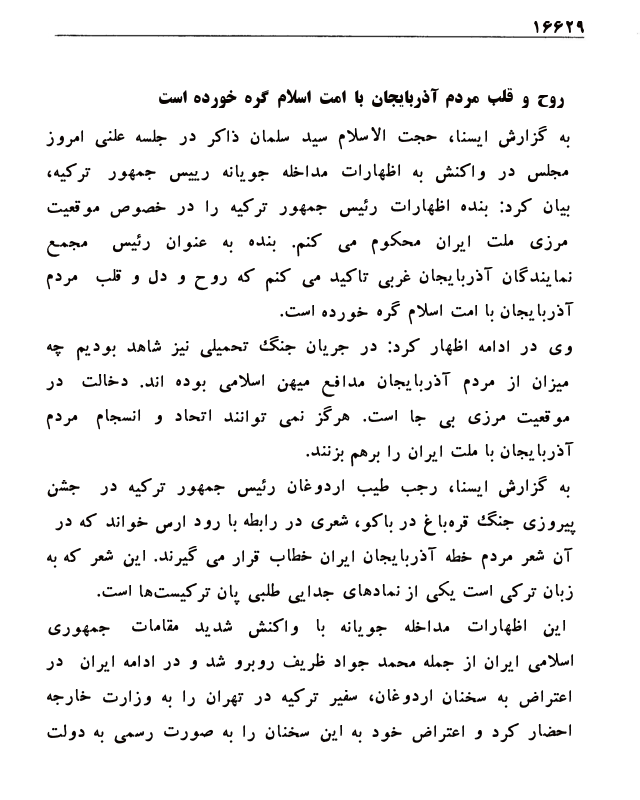 ۱۶۶۲۹
روح و قلب مردم آذربایجان با امت اسلام گره خورده است
به گزارش ایسنا، حجت الاسلام سید سلمان ذاکر در جلسه علنی امروز
مجلس در واکنش به اظهارات مداخله جویانه رییس جمهور ترکیه،
بیان کرد: بنده اظهارات رئیس جمهور ترکیه را در خصوص موقعیت
مرزی ملت ایران محکوم می کنم. بنده به عنوان رئیس مجمع
نمایندگان آذربایجان غربی تاکید می کنم که روح و دل و قلب مردم
آذربایجان با امت اسلام گره خورده است.
وی در ادامه اظهار کرد: در جریان جنگ تحمیلی نیز شاهد بودیم چه
میزان از مردم آذربایجان مدافع میهن اسلامی بوده اند. دخالت در
موقعیت مرزی بی جا است. هرگز نمی توانند اتحاد و انسجام مردم
آذربایجان با ملت ایران را برهم بزنند.
به گزارش ایسنا، رجب طیب اردوغان رئیس جمهور ترکیه در جشن
پیروزی جنگ قره‌باغ در باکو، شعری در رابطه با رود ارس خواند که در
آن شعر مردم خطه آذربایجان ایران خطاب قرار می گیرند. این شعر که به
زبان ترکی است یکی از نمادهای جدایی طلبی پان ترکیست‌ها است.
این اظهارات مداخله جویانه با واکنش شدید مقامات جمهوری
اسلامی ایران از جمله محمد جواد ظریف روبرو شد و در ادامه ایران در
اعتراض به سخنان اردوغان، سفیر ترکیه در تهران را به وزارت خارجه
احضار کرد و اعتراض خود به این سخنان را به صورت رسمی به دولت